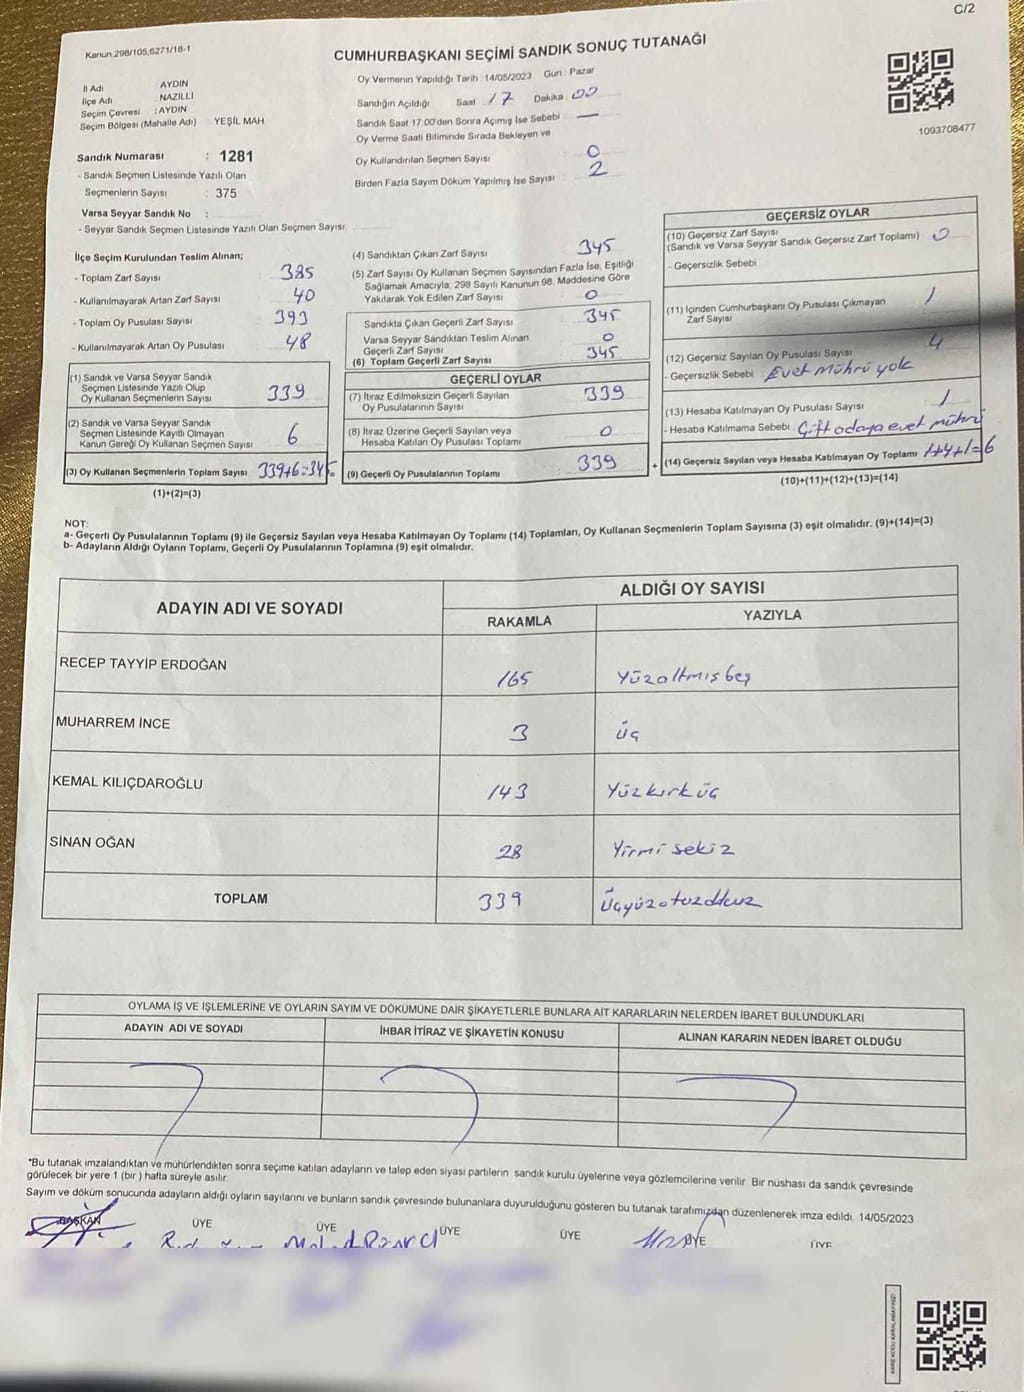 C/2
Kanun:298/105,6271/18-1
CUMHURBAŞKANI SEÇİMİ SANDIK SONUÇ TUTANAĞI
İl Adı : AYDIN
İlçe Adı : NAZİLLİ
Seçim Çevresi : AYDIN
Seçim Bölgesi (Mahalle Adı) YEŞİL MAH
Sandık Numarası : 1281
- Sandık Seçmen Listesinde Yazılı Olan
Seçmenlerin Sayısı : 375
Varsa Seyyar Sandık No :
- Seyyar Sandık Seçmen Listesinde Yazılı Olan Seçmen Sayısı
Oy Vermenin Yapıldığı Tarih : 14/05/2023 Gün : Pazar
Sandığın Açıldığı Saat 17 Dakika 00
Sandık Saat 17:00'den Sonra Açımış İse Sebebi —
Oy Verme Saati Bitiminde Sırada Bekleyen ve
Oy Kullandırılan Seçmen Sayısı 0
Birden Fazla Sayım Döküm Yapılmış İse Sayısı 2
1093708477
İlçe Seçim Kurulundan Teslim Alınan;
- Toplam Zarf Sayısı : 385
- Kullanılmayarak Artan Zarf Sayısı : 40
- Toplam Oy Pusulası Sayısı : 393
- Kullanılmayarak Artan Oy Pusulası : 48
(1) Sandık ve Varsa Seyyar Sandık
Seçmen Listesinde Yazılı Olup
Oy Kullanan Seçmenlerin Sayısı 339
(2) Sandık ve Varsa Seyyar Sandık
Seçmen Listesinde Kayıtlı Olmayan
Kanun Gereği Oy Kullanan Seçmen Sayısı 6
(3) Oy Kullanan Seçmenlerin Toplam Sayısı 339+6=345
(1)+(2)=(3)
(4) Sandıktan Çıkan Zarf Sayısı 345
(5) Zarf Sayısı Oy Kullanan Seçmen Sayısından Fazla İse, Eşitliği
Sağlamak Amacıyla, 298 Sayılı Kanunun 98. Maddesine Göre
Yakılarak Yok Edilen Zarf Sayısı 0
Sandıkta Çıkan Geçerli Zarf Sayısı 345
Varsa Seyyar Sandıktan Teslim Alınan
Geçerli Zarf Sayısı 0
(6) Toplam Geçerli Zarf Sayısı 345
GEÇERLİ OYLAR
(7) İtiraz Edilmeksizin Geçerli Sayılan
Oy Pusulalarının Sayısı 339
(8) İtiraz Üzerine Geçerli Sayılan veya
Hesaba Katılan Oy Pusulası Toplamı 0
(9) Geçerli Oy Pusulalarının Toplamı 339
+
GEÇERSİZ OYLAR
(10) Geçersiz Zarf Sayısı
(Sandık ve Varsa Seyyar Sandık Geçersiz Zarf Toplamı) 0
- Geçersizlik Sebebi
(11) İçinden Cumhurbaşkanı Oy Pusulası Çıkmayan
Zarf Sayısı 1
(12) Geçersiz Sayılan Oy Pusulası Sayısı 4
- Geçersizlik Sebebi : Evet mührü yok
(13) Hesaba Katılmayan Oy Pusulası Sayısı 1
- Hesaba Katılmama Sebebi : Çift adaya evet mührü
(14) Geçersiz Sayılan veya Hesaba Katılmayan Oy Toplamı 1+4+1=6
(10)+(11)+(12)+(13)=(14)
NOT:
a- Geçerli Oy Pusulalarının Toplamı (9) ile Geçersiz Sayılan veya Hesaba Katılmayan Oy Toplamı (14) Toplamları, Oy Kullanan Seçmenlerin Toplam Sayısına (3) eşit olmalıdır. (9)+(14)=(3)
b- Adayların Aldığı Oyların Toplamı, Geçerli Oy Pusulalarının Toplamına (9) eşit olmalıdır.
ADAYIN ADI VE SOYADI
ALDIĞI OY SAYISI
RAKAMLA YAZIYLA
RECEP TAYYİP ERDOĞAN 165 Yüzaltmışbeş
MUHARREM İNCE 3 Üç
KEMAL KILIÇDAROĞLU 143 Yüzkırküç
SİNAN OĞAN 28 Yirmi sekiz
TOPLAM 339 Üçyüzotuzdduz
OYLAMA İŞ VE İŞLEMLERİNE VE OYLARIN SAYIM VE DÖKÜMÜNE DAİR ŞİKAYETLERLE BUNLARA AİT KARARLARIN NELERDEN İBARET BULUNDUKLARI
ADAYIN ADI VE SOYADI İHBAR İTİRAZ VE ŞİKAYETİN KONUSU ALINAN KARARIN NEDEN İBARET OLDUĞU
*Bu tutanak imzalandıktan ve mühürlendikten sonra seçime katılan adayların ve talep eden siyası partilerin sandık kurulu üyelerine veya gözlemcilerine verilir. Bir nüshası da sandık çevresinde
görülecek bir yere 1 (bir) hafta süreyle asılır.
Sayım ve döküm sonucunda adayların aldığı oyların sayılarını ve bunların sandık çevresinde bulunanlara duyurulduğunu gösteren bu tutanak tarafımızdan düzenlenerek imza edildi. 14/05/2023
BAŞKAN ÜYE ÜYE ÜYE ÜYE ÜYE ÜYE